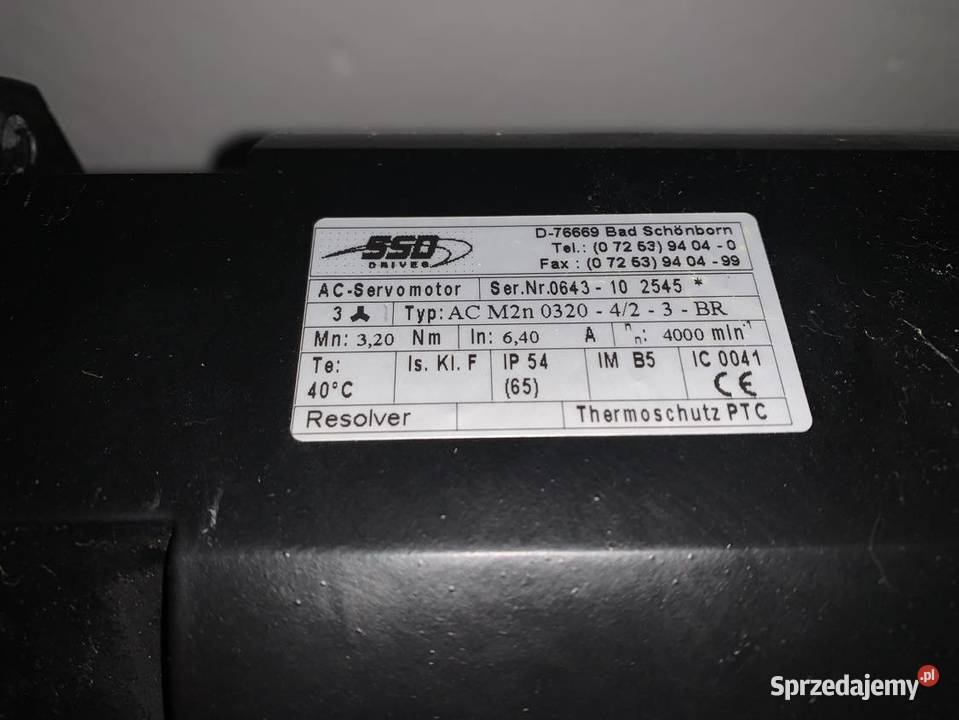 SSD
DRIVES
D-76669 Bad Schönborn
Tel.: (0 72 53) 94 04 - 0
Fax : (0 72 53) 94 04 - 99
AC-Servomotor Ser.Nr.0643 - 10 2545 *
3 Typ: AC M2n 0320 - 4/2 - 3 - BR
Mn: 3,20 Nm In: 6,40 A nn: 4000 min-1
Te: Is. Kl. F IP 54 IM B5 IC 0041
40°C (65) CE
Resolver Thermoschutz PTC
Sprzedajemy.pl